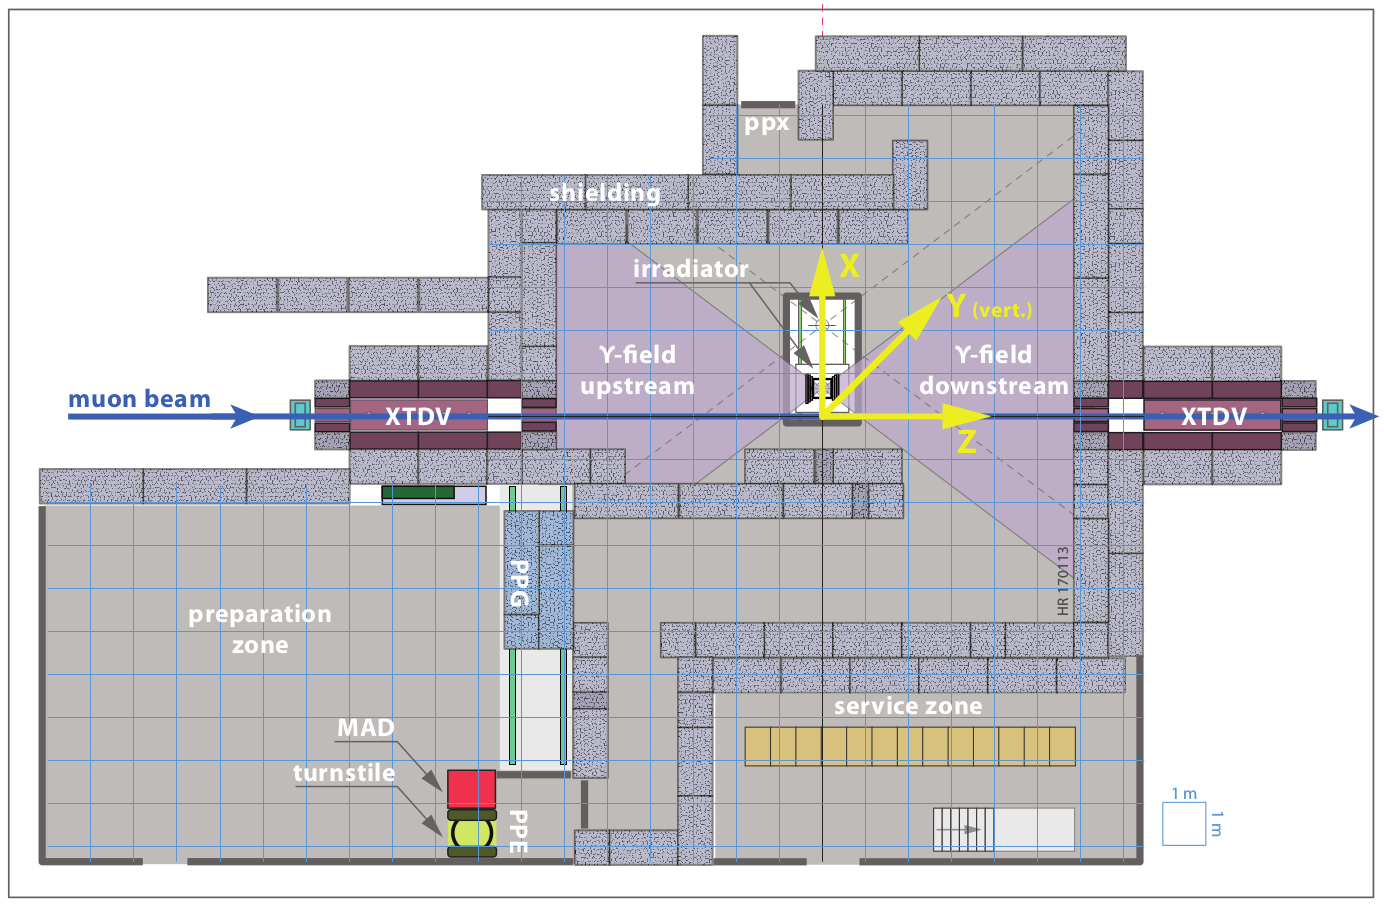 ppx
shielding
irradiator
X
Y (vert.)
ϒ-field
upstream
ϒ-field
downstream
muon beam
XTDV
XTDV
Z
PPG
HR 170113
preparation
zone
service zone
MAD
turnstile
PPE
1 m
1 m